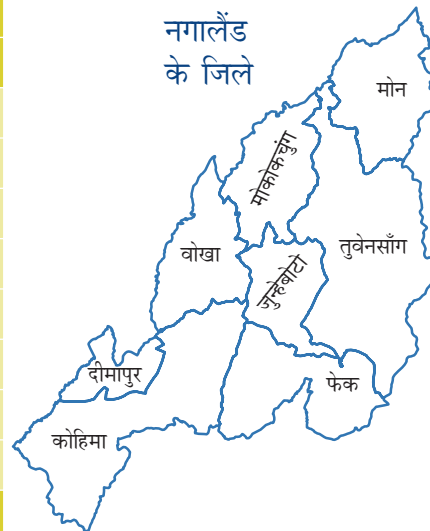 नगालैंड
के जिले
मोन
मोकोकचुंग
तुवेनसाँग
वोखा
जुन्हेबोटो
दीमापुर
फेक
कोहिमा